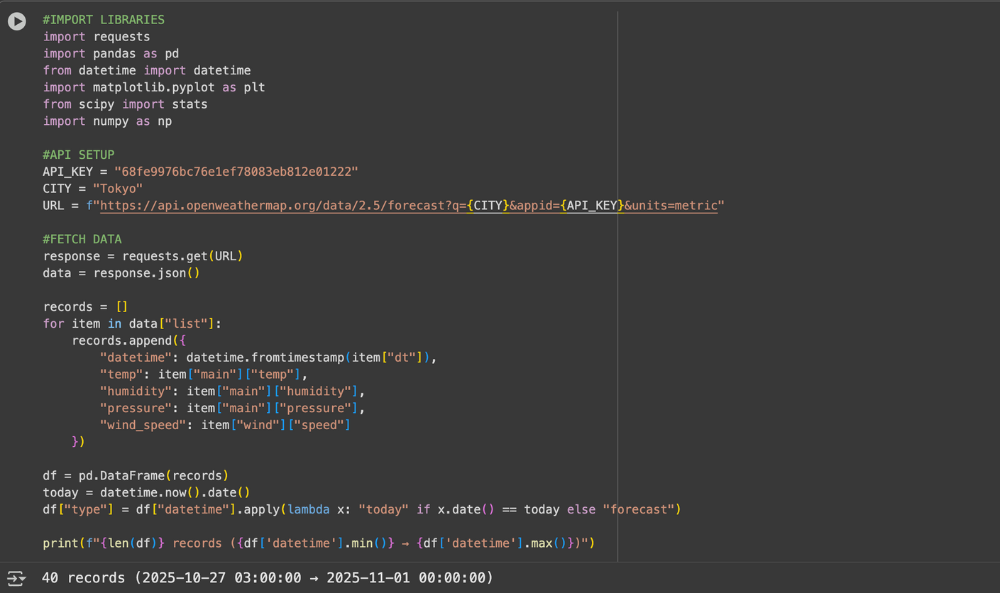 #IMPORT LIBRARIES
import requests
import pandas as pd
from datetime import datetime
import matplotlib.pyplot as plt
from scipy import stats
import numpy as np

#API SETUP
API_KEY = "68fe9976bc76e1ef78083eb812e01222"
CITY = "Tokyo"
URL = f"https://api.openweathermap.org/data/2.5/forecast?q={CITY}&appid={API_KEY}&units=metric"

#FETCH DATA
response = requests.get(URL)
data = response.json()

records = []
for item in data["list"]:
    records.append({
        "datetime": datetime.fromtimestamp(item["dt"]),
        "temp": item["main"]["temp"],
        "humidity": item["main"]["humidity"],
        "pressure": item["main"]["pressure"],
        "wind_speed": item["wind"]["speed"]
    })

df = pd.DataFrame(records)
today = datetime.now().date()
df["type"] = df["datetime"].apply(lambda x: "today" if x.date() == today else "forecast")

print(f"{len(df)} records ({df['datetime'].min()} → {df['datetime'].max()})")
40 records (2025-10-27 03:00:00 → 2025-11-01 00:00:00)